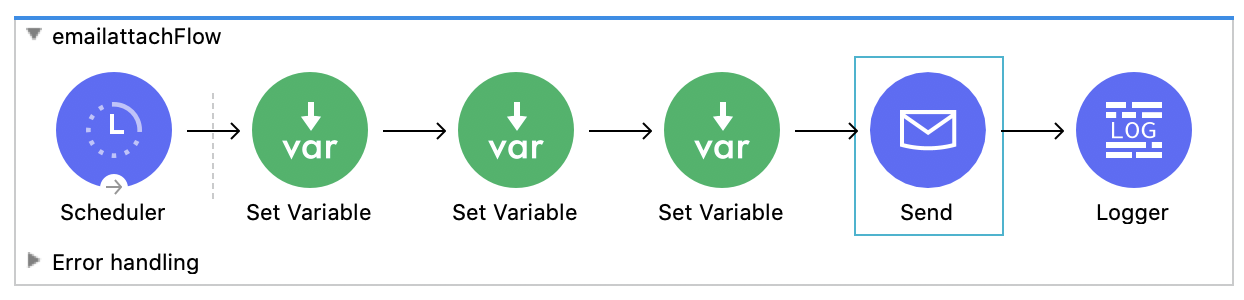 emailattachFlow
var
var
var
LOG
Scheduler
Set Variable
Set Variable
Set Variable
Send
Logger
Error handling